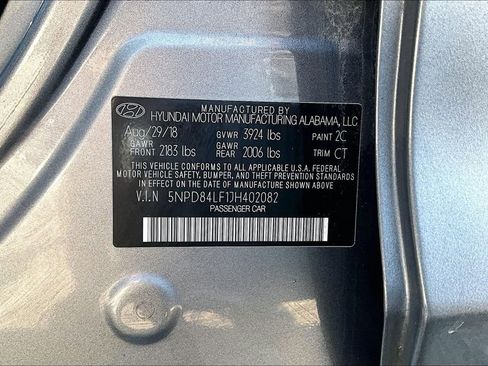 MANUFACTURED BY
HYUNDAI MOTOR MANUFACTURING ALABAMA, LLC
Aug/29/18 GVWR 3924 lbs PAINT 2C
GAWR FRONT 2183 lbs GAWR REAR 2006 lbs TRIM CT
THIS VEHICLE CONFORMS TO ALL APPLICABLE U.S.A. FEDERAL
MOTOR VEHICLE SAFETY, BUMPER, AND THEFT PREVENTION STANDARDS
IN EFFECT ON THE DATE OF MANUFACTURE SHOWN ABOVE.
V.I.N 5NPD84LF1JH402082
PASSENGER CAR